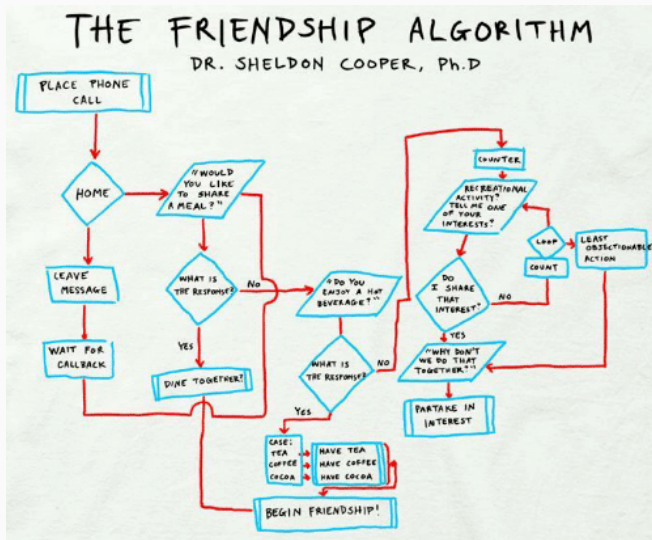 THE FRIENDSHIP ALGORITHM
DR. SHELDON COOPER, Ph.D
PLACE PHONE
CALL
HOME
LEAVE
MESSAGE
WAIT FOR
CALLBACK
"WOULD
YOU LIKE
TO SHARE
A MEAL?"
WHAT IS
THE RESPONSE?
NO
YES
DINE TOGETHER!
"DO YOU
ENJOY A HOT
BEVERAGE?"
WHAT IS
THE RESPONSE?
NO
YES
CASE:
TEA
COFFEE
COCOA
HAVE TEA
HAVE COFFEE
HAVE COCOA
BEGIN FRIENDSHIP!
COUNTER
RECREATIONAL
ACTIVITY?
TELL ME ONE
OF YOUR
INTERESTS?
LOOP
COUNT
LEAST
OBJECTIONABLE
ACTION
DO
I SHARE
THAT
INTEREST?
NO
YES
"WHY DON'T
WE DO THAT
TOGETHER?"
PARTAKE IN
INTEREST